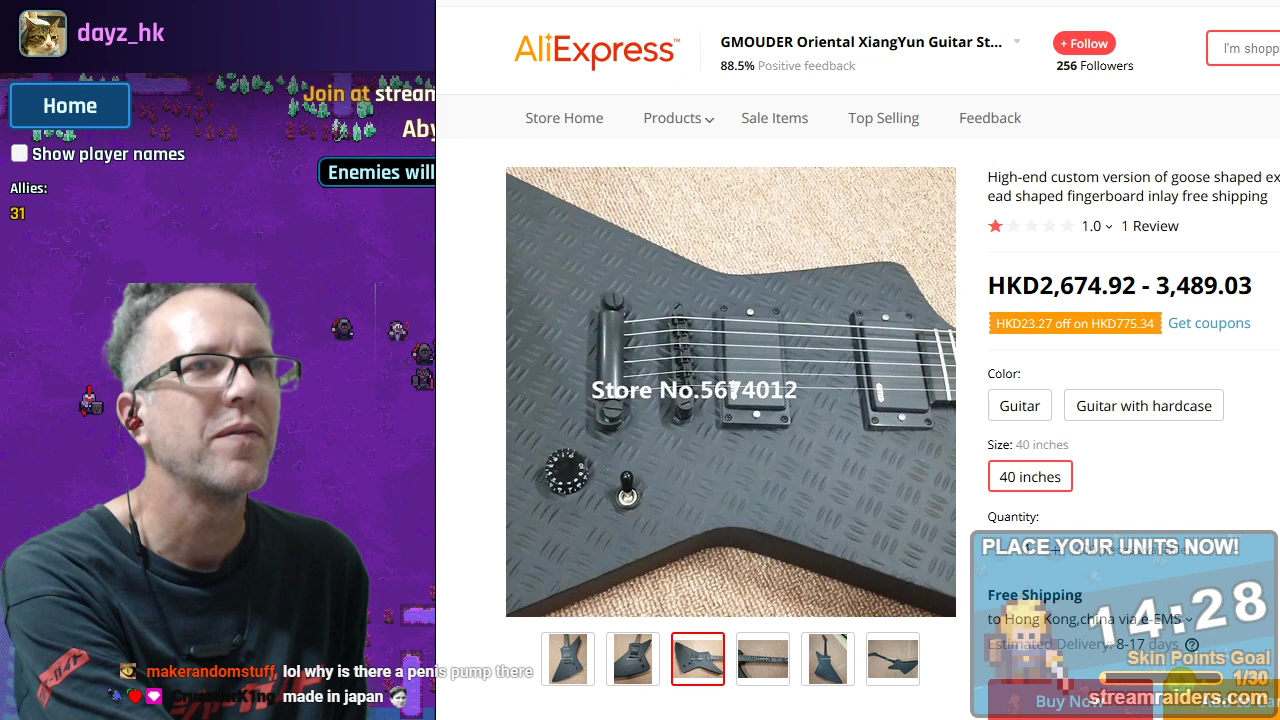 dayz_hk
Home
Join at stream
Aby
Show player names
Enemies will
Allies:
31
AliExpress™
GMOUDER Oriental XiangYun Guitar St...
88.5% Positive feedback
+ Follow
256 Followers
I'm shopp
Store Home
Products
Sale Items
Top Selling
Feedback
Store No.5674012
High-end custom version of goose shaped ex
ead shaped fingerboard inlay free shipping
1.0
1 Review
HKD2,674.92 - 3,489.03
HKD23.27 off on HKD775.34
Get coupons
Color:
Guitar
Guitar with hardcase
Size: 40 inches
40 inches
Quantity:
PLACE YOUR UNITS NOW!
14:28
Free Shipping
to Hong Kong,china via e-EMS
Estimated Delivery: 8-17 days
Skin Points Goal
1/30
Buy Now
streamraiders.com
makerandomstuff, lol why is there a penis pump there
made in japan